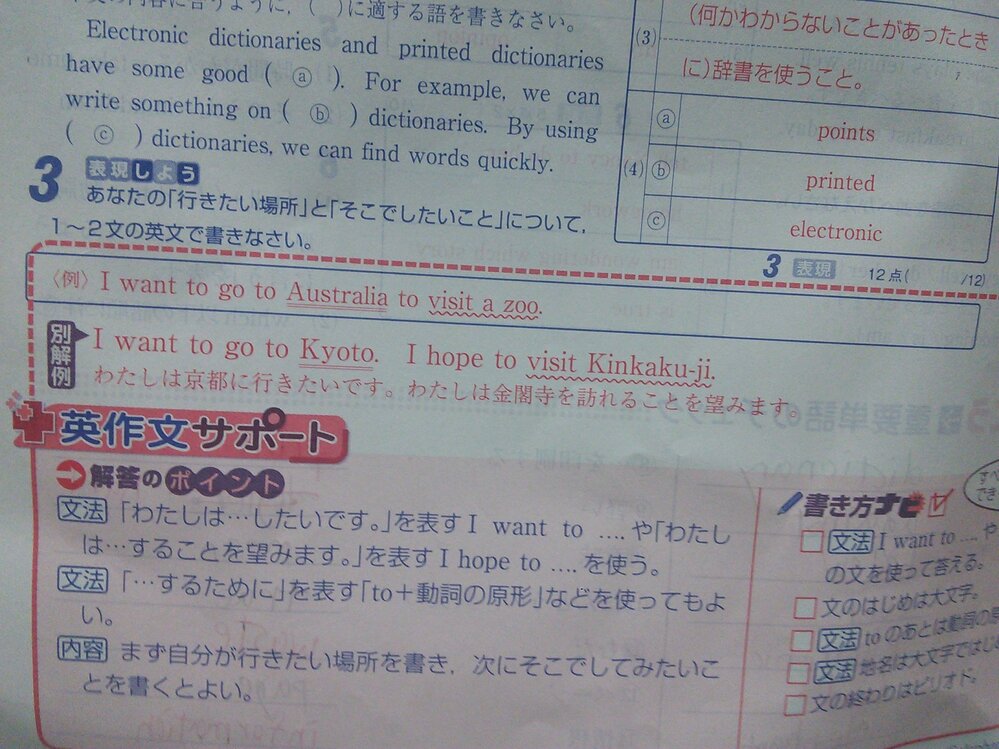 の内容に合うように，( )に適する語を書きなさい。
Electronic dictionaries and printed dictionaries
have some good ( ⓐ ). For example, we can
write something on ( ⓑ ) dictionaries. By using
( ⓒ ) dictionaries, we can find words quickly.
3 表現しよう
あなたの「行きたい場所」と「そこでしたいこと」について，
1～2文の英文で書きなさい。
(3)
(何かわからないことがあったとき
に)辞書を使うこと。
(4)
ⓐ points
ⓑ printed
ⓒ electronic
3 表現 12点( /12)
〈例〉 I want to go to Australia to visit a zoo.
別解例
I want to go to Kyoto. I hope to visit Kinkaku-ji.
わたしは京都に行きたいです。わたしは金閣寺を訪れることを望みます。
英作文サポート
解答のポイント
文法 「わたしは…したいです。」を表す I want to ….や「わたし
は…することを望みます。」を表す I hope to ….を使う。
文法 「…するために」を表す「to＋動詞の原形」などを使ってもよ
い。
内容 まず自分が行きたい場所を書き，次にそこでしてみたいこ
とを書くとよい。
書き方ナビ
文法 I want to ….や
の文を使って答える。
文のはじめは大文字。
文法 toのあとは動詞の原
文法 地名は大文字ではじ
文の終わりはピリオド。